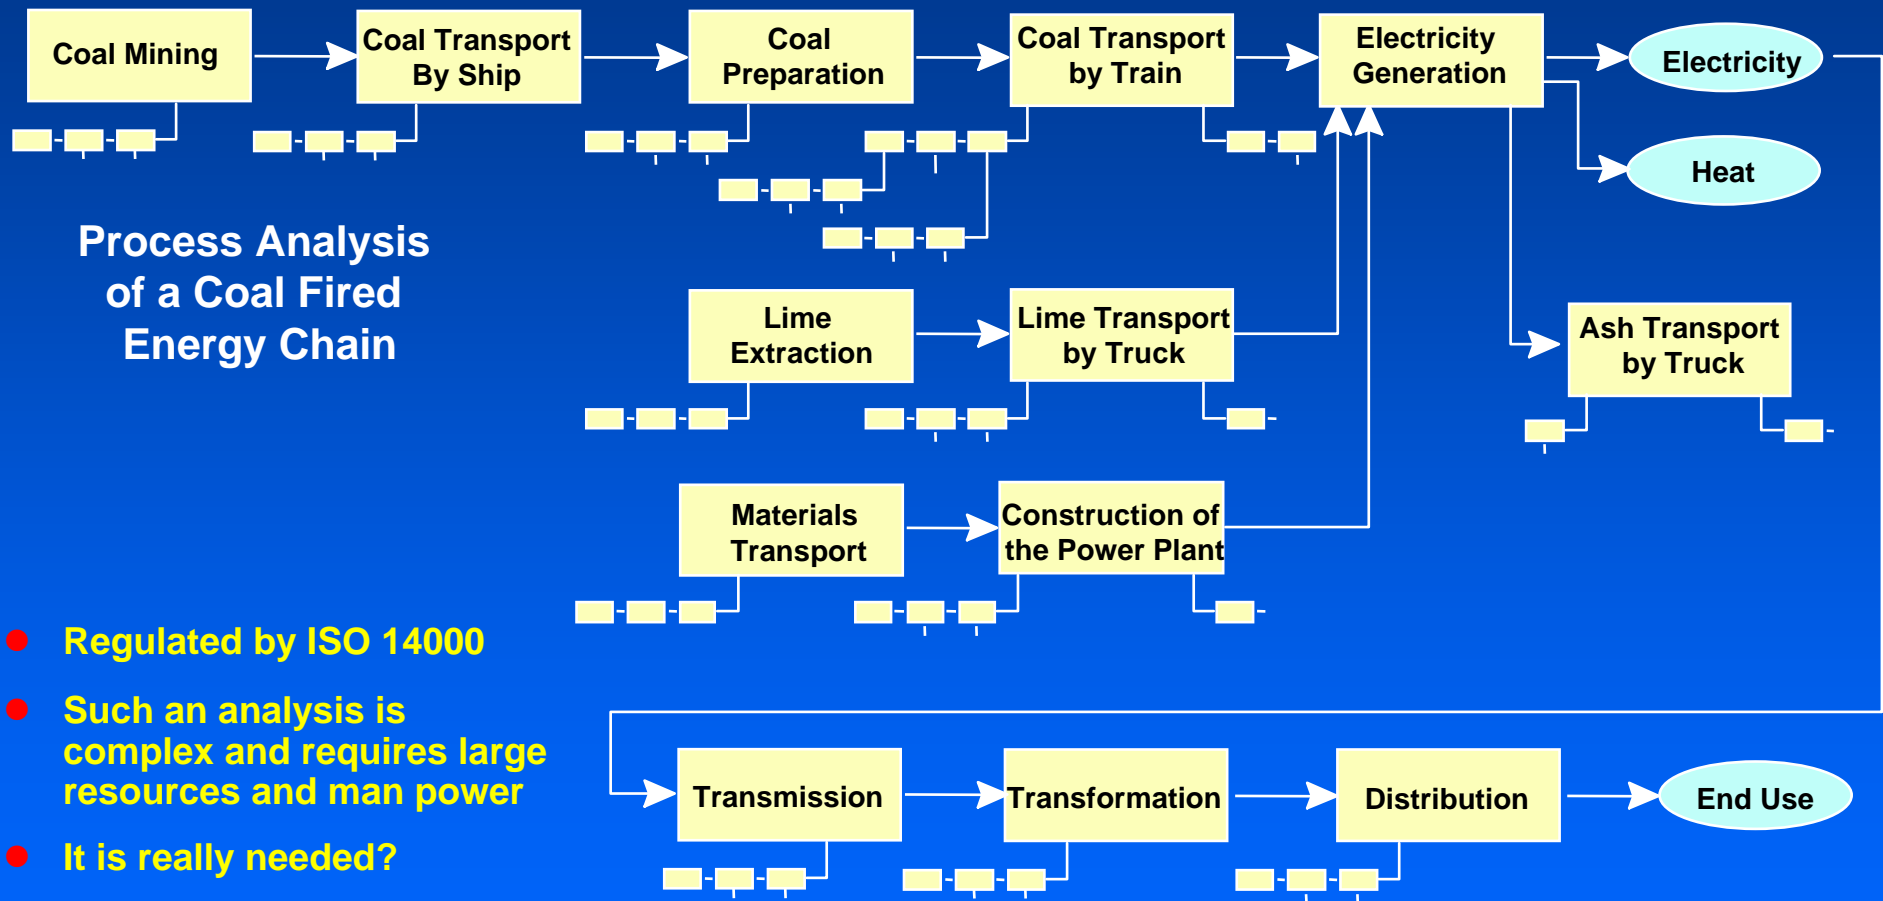 Coal Mining
Coal Transport
By Ship
Coal
Preparation
Coal Transport
by Train
Electricity
Generation
Electricity
Heat
Process Analysis
of a Coal Fired
Energy Chain
Lime
Extraction
Lime Transport
by Truck
Ash Transport
by Truck
Materials
Transport
Construction of
the Power Plant
Regulated by ISO 14000
Such an analysis is
complex and requires large
resources and man power
It is really needed?
Transmission
Transformation
Distribution
End Use